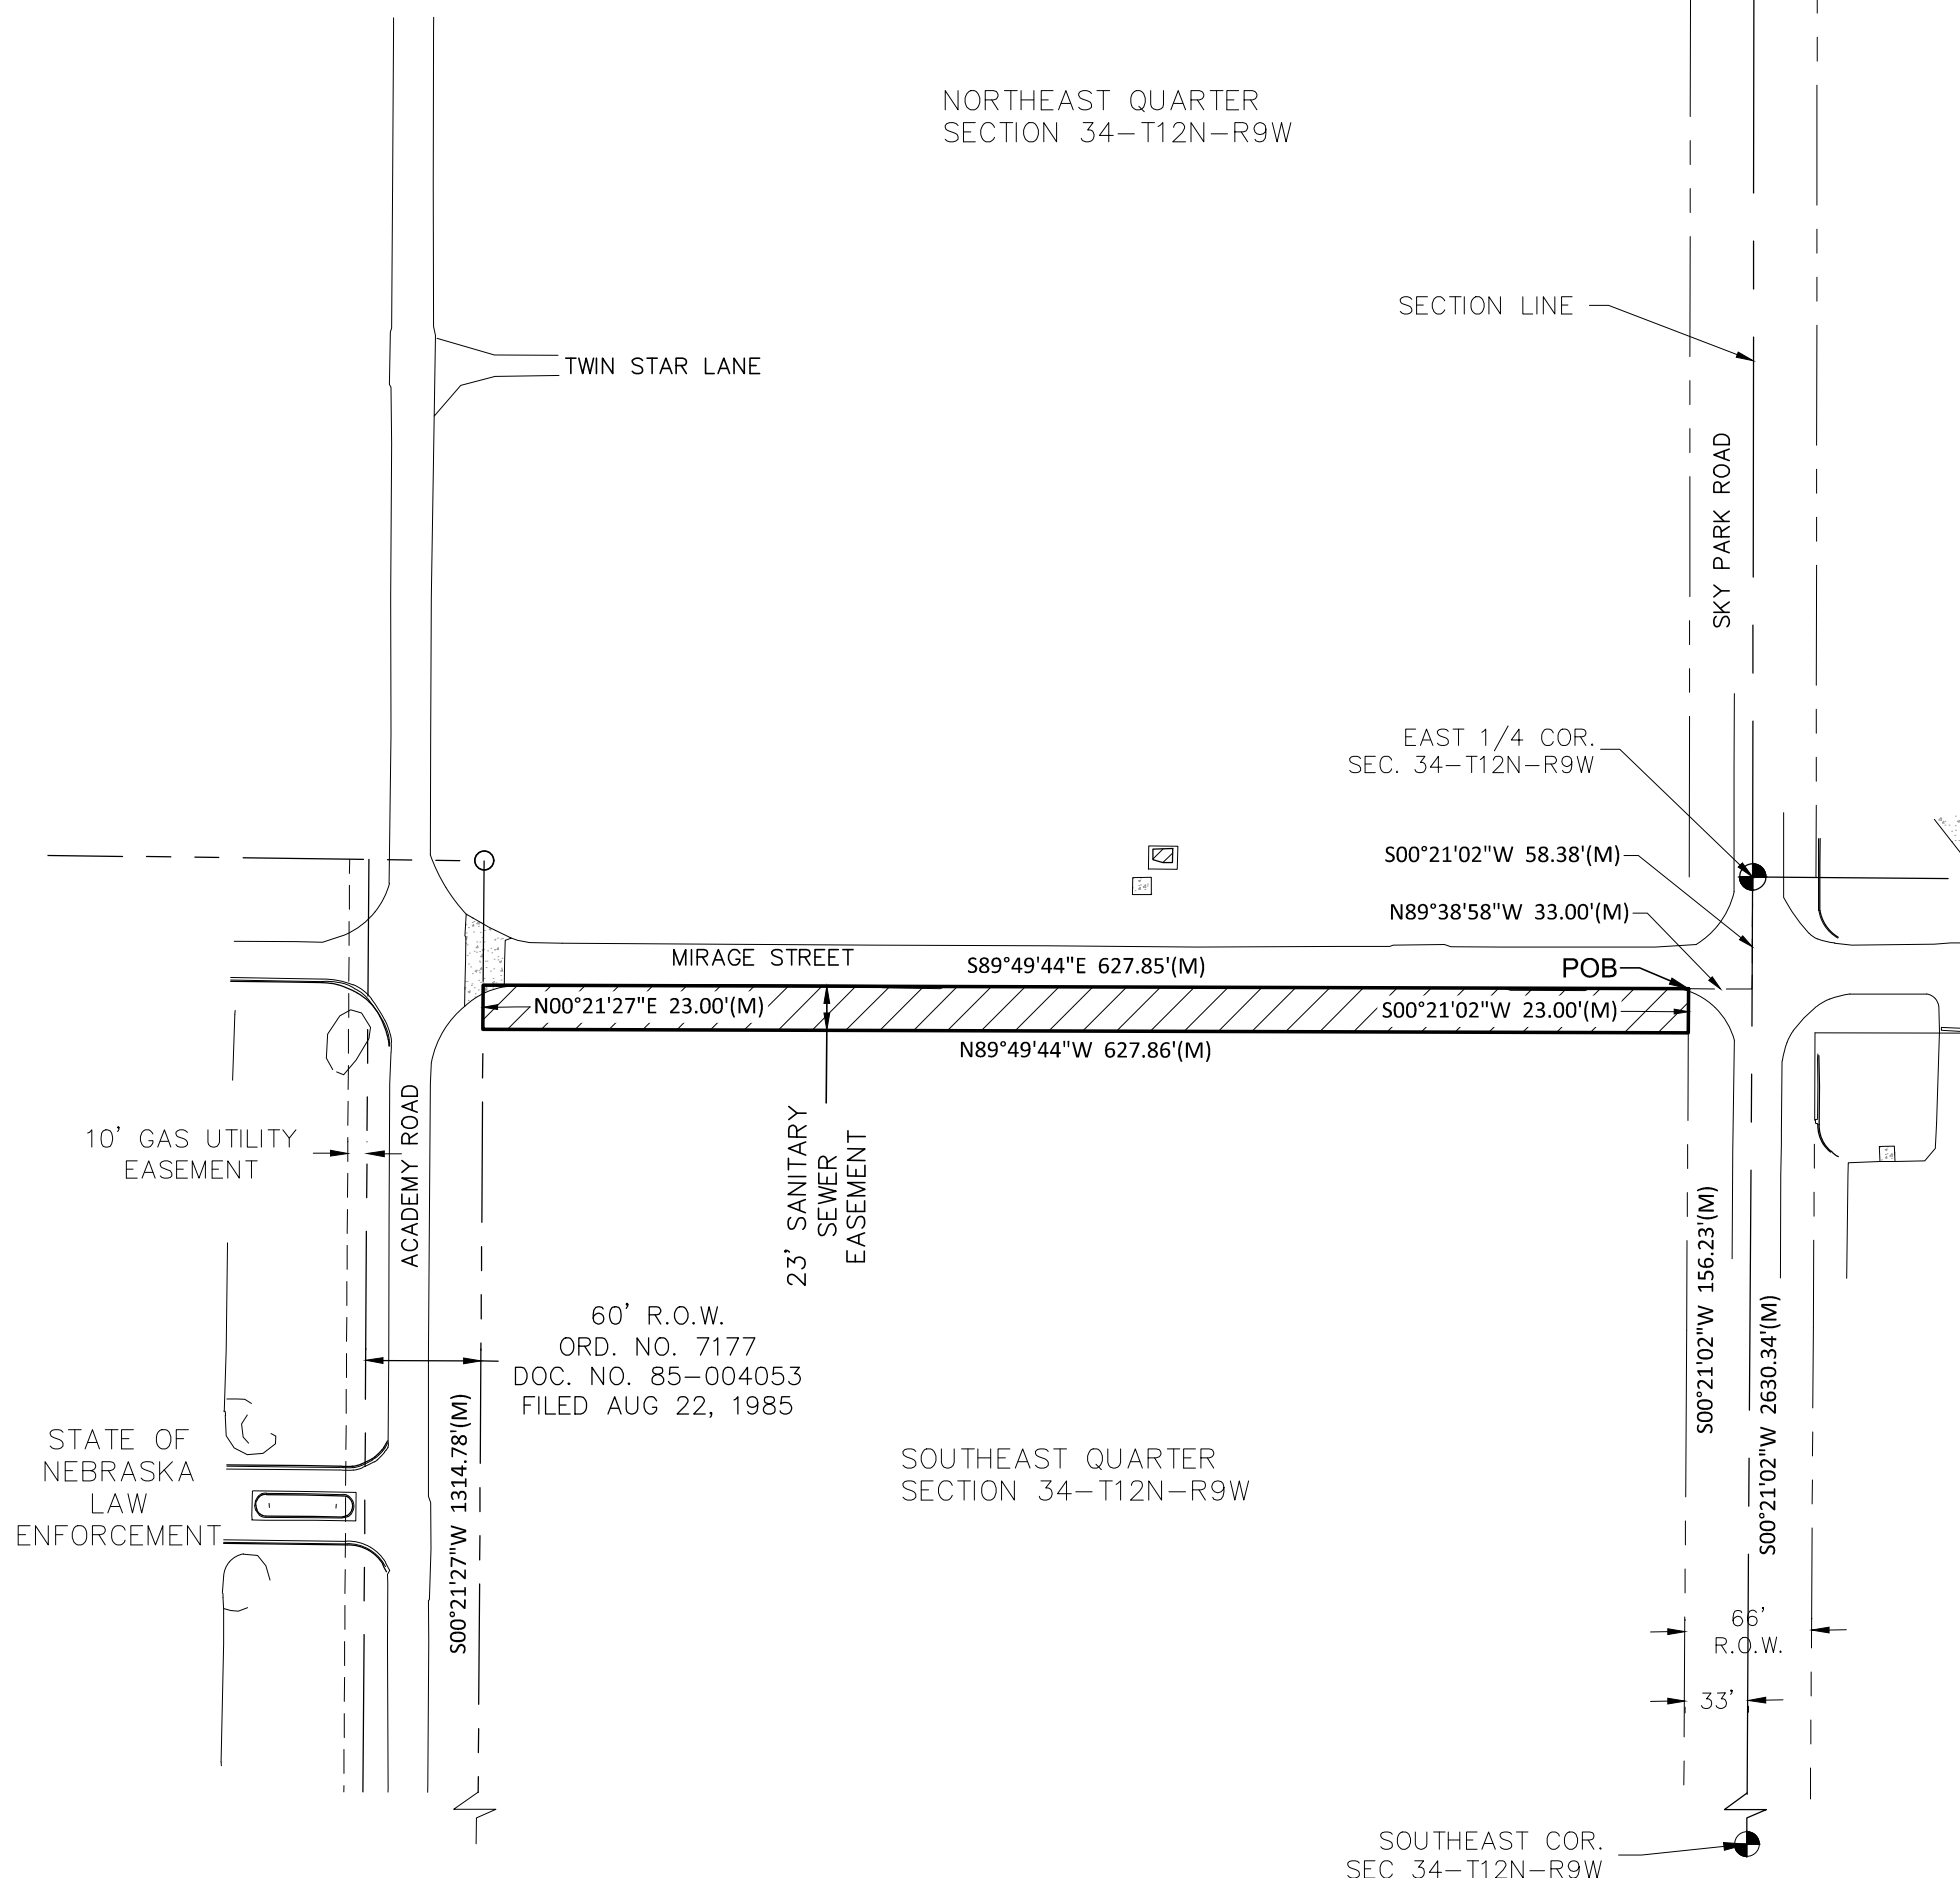 NORTHEAST QUARTER
SECTION 34-T12N-R9W
SECTION LINE
TWIN STAR LANE
SKY PARK ROAD
EAST 1/4 COR.
SEC. 34-T12N-R9W
S00°21'02"W 58.38'(M)
N89°38'58"W 33.00'(M)
MIRAGE STREET
S89°49'44"E 627.85'(M)
POB
N00°21'27"E 23.00'(M)
S00°21'02"W 23.00'(M)
N89°49'44"W 627.86'(M)
10' GAS UTILITY
EASEMENT
ACADEMY ROAD
23' SANITARY
SEWER
EASEMENT
S00°21'02"W 156.23'(M)
S00°21'02"W 2630.34'(M)
60' R.O.W.
ORD. NO. 7177
DOC. NO. 85-004053
FILED AUG 22, 1985
S00°21'27"W 1314.78'(M)
STATE OF
NEBRASKA
LAW
ENFORCEMENT
SOUTHEAST QUARTER
SECTION 34-T12N-R9W
66'
R.O.W.
33'
SOUTHEAST COR.
SEC 34-T12N-R9W